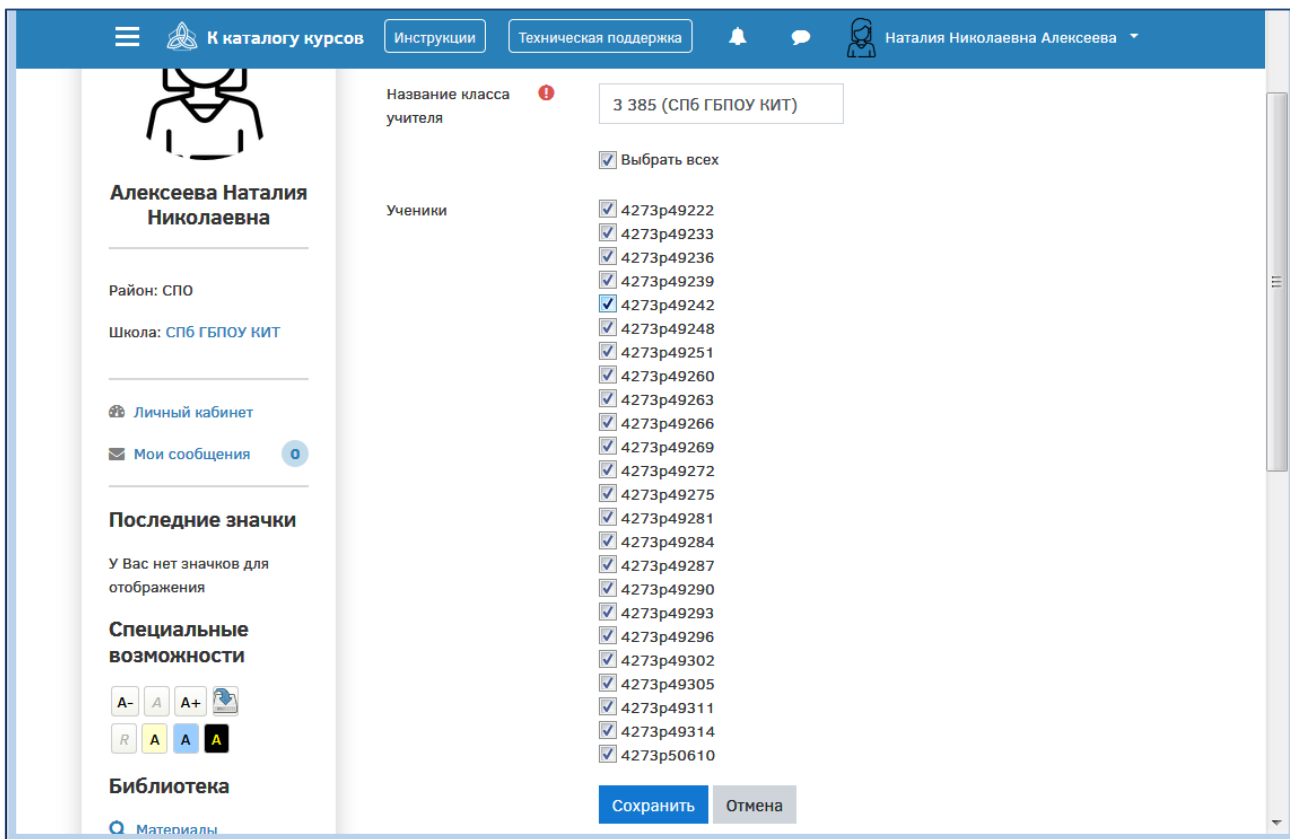 К каталогу курсов
Инструкции
Техническая поддержка
Наталия Николаевна Алексеева
Алексеева Наталия
Николаевна
Район: СПО
Школа: СПб ГБПОУ КИТ
Личный кабинет
Мои сообщения 0
Последние значки
У Вас нет значков для
отображения
Специальные
возможности
A- A A+
R A A A
Библиотека
Материалы
Название класса
учителя
3 385 (СПб ГБПОУ КИТ)
Выбрать всех
Ученики
4273p49222
4273p49233
4273p49236
4273p49239
4273p49242
4273p49248
4273p49251
4273p49260
4273p49263
4273p49266
4273p49269
4273p49272
4273p49275
4273p49281
4273p49284
4273p49287
4273p49290
4273p49293
4273p49296
4273p49302
4273p49305
4273p49311
4273p49314
4273p50610
Сохранить
Отмена